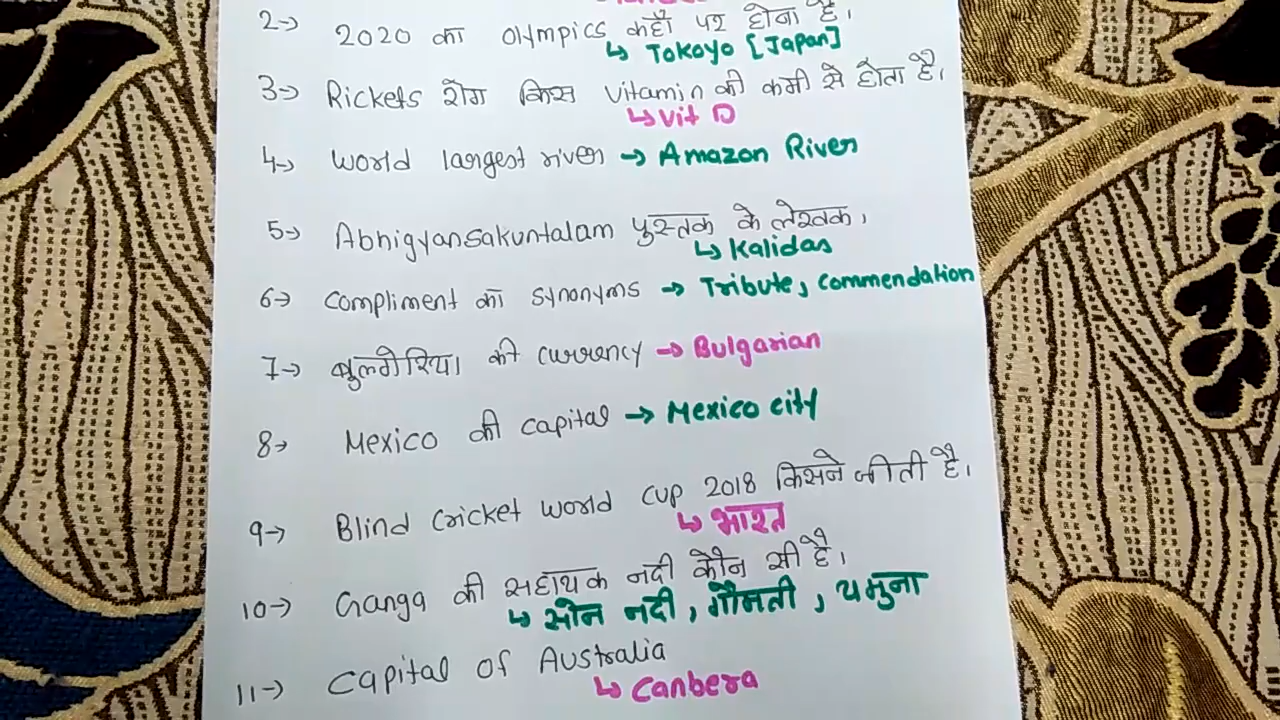 2-> 2020 का Olympics कहाँ पर होना है।
↳ Tokoyo [Japan]
3-> Rickets रोग किस vitamin की कमी से होता है।
↳ Vit D
4-> World largest river -> Amazon River
5-> Abhigyansakuntalam पुस्तक के लेखक।
↳ Kalidas
6-> Compliment का synonyms -> Tribute, commendation
7-> बुल्गेरिया की currency -> Bulgarian
8-> Mexico की capital -> Mexico city
9-> Blind Cricket World Cup 2018 किसने जीती है।
↳ भारत
10-> Ganga की सहायक नदी कौन सी है।
↳ सोन नदी, गौमती, यमुना
11-> Capital of Australia
↳ Canbera